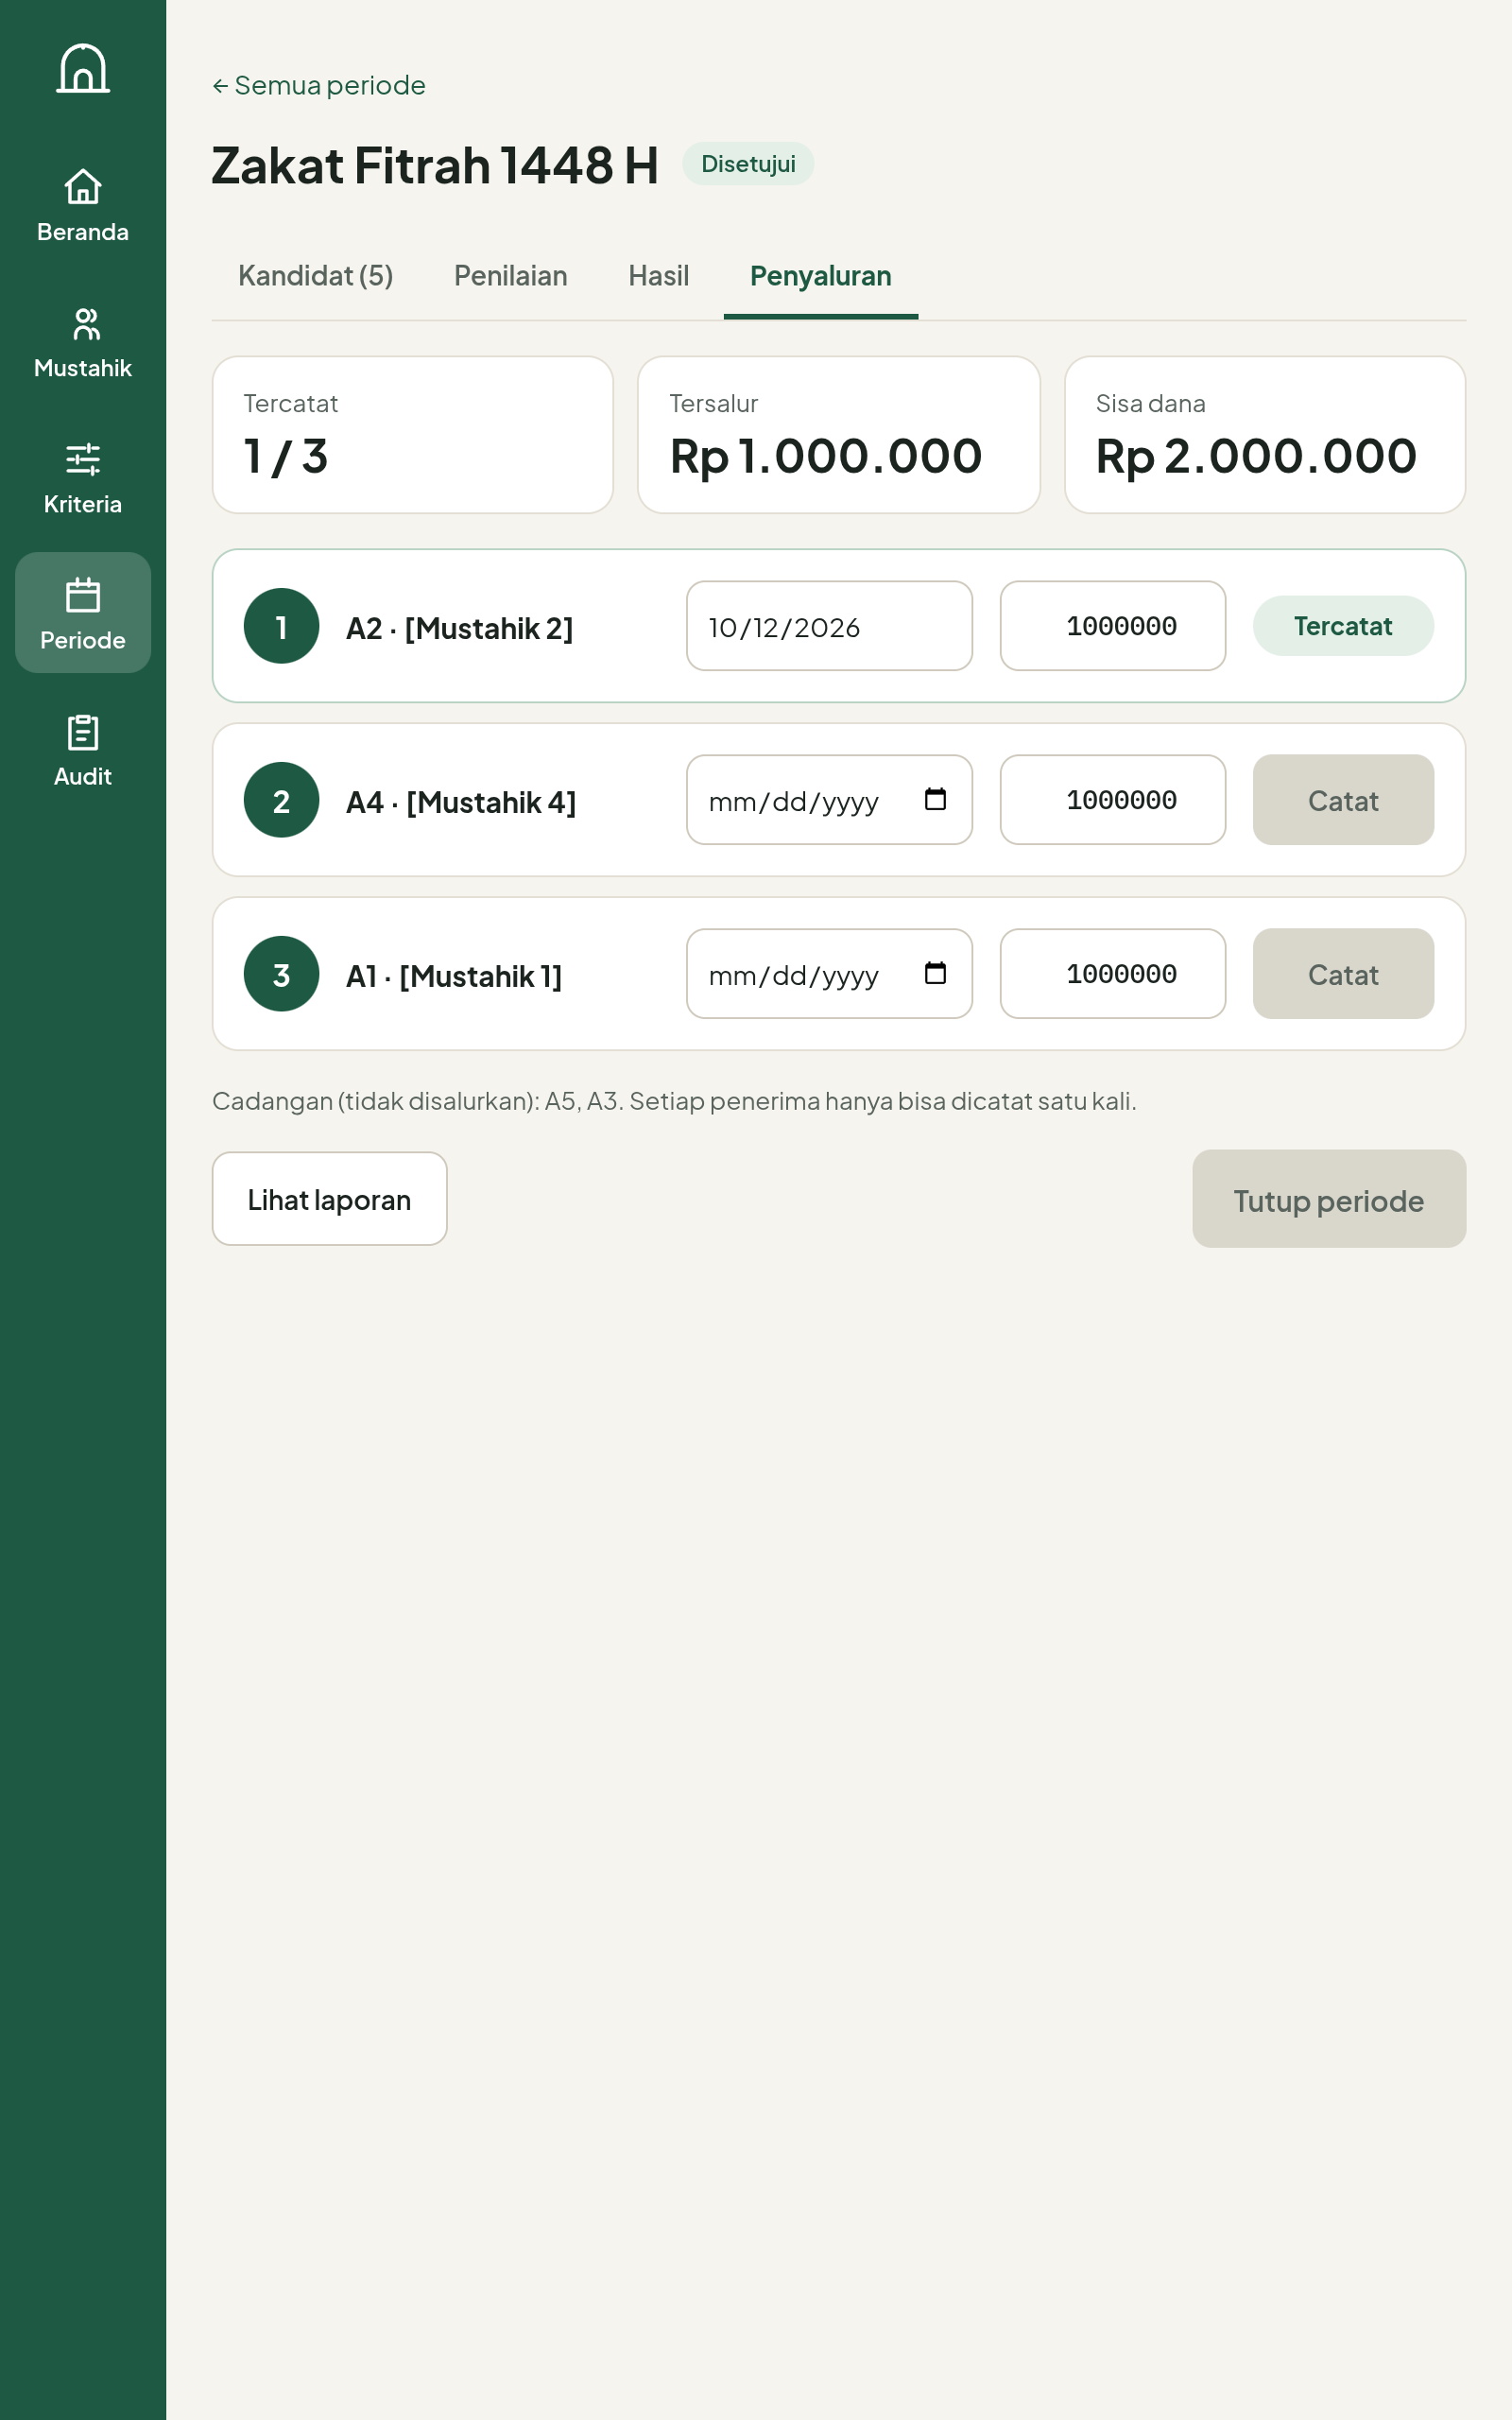 Beranda
Mustahik
Kriteria
Periode
Audit
← Semua periode
Zakat Fitrah 1448 H Disetujui
Kandidat (5) Penilaian Hasil Penyaluran
Tercatat
1 / 3
Tersalur
Rp 1.000.000
Sisa dana
Rp 2.000.000
1 A2 · [Mustahik 2] 10/12/2026 1000000 Tercatat
2 A4 · [Mustahik 4] mm/dd/yyyy 1000000 Catat
3 A1 · [Mustahik 1] mm/dd/yyyy 1000000 Catat
Cadangan (tidak disalurkan): A5, A3. Setiap penerima hanya bisa dicatat satu kali.
Lihat laporan Tutup periode